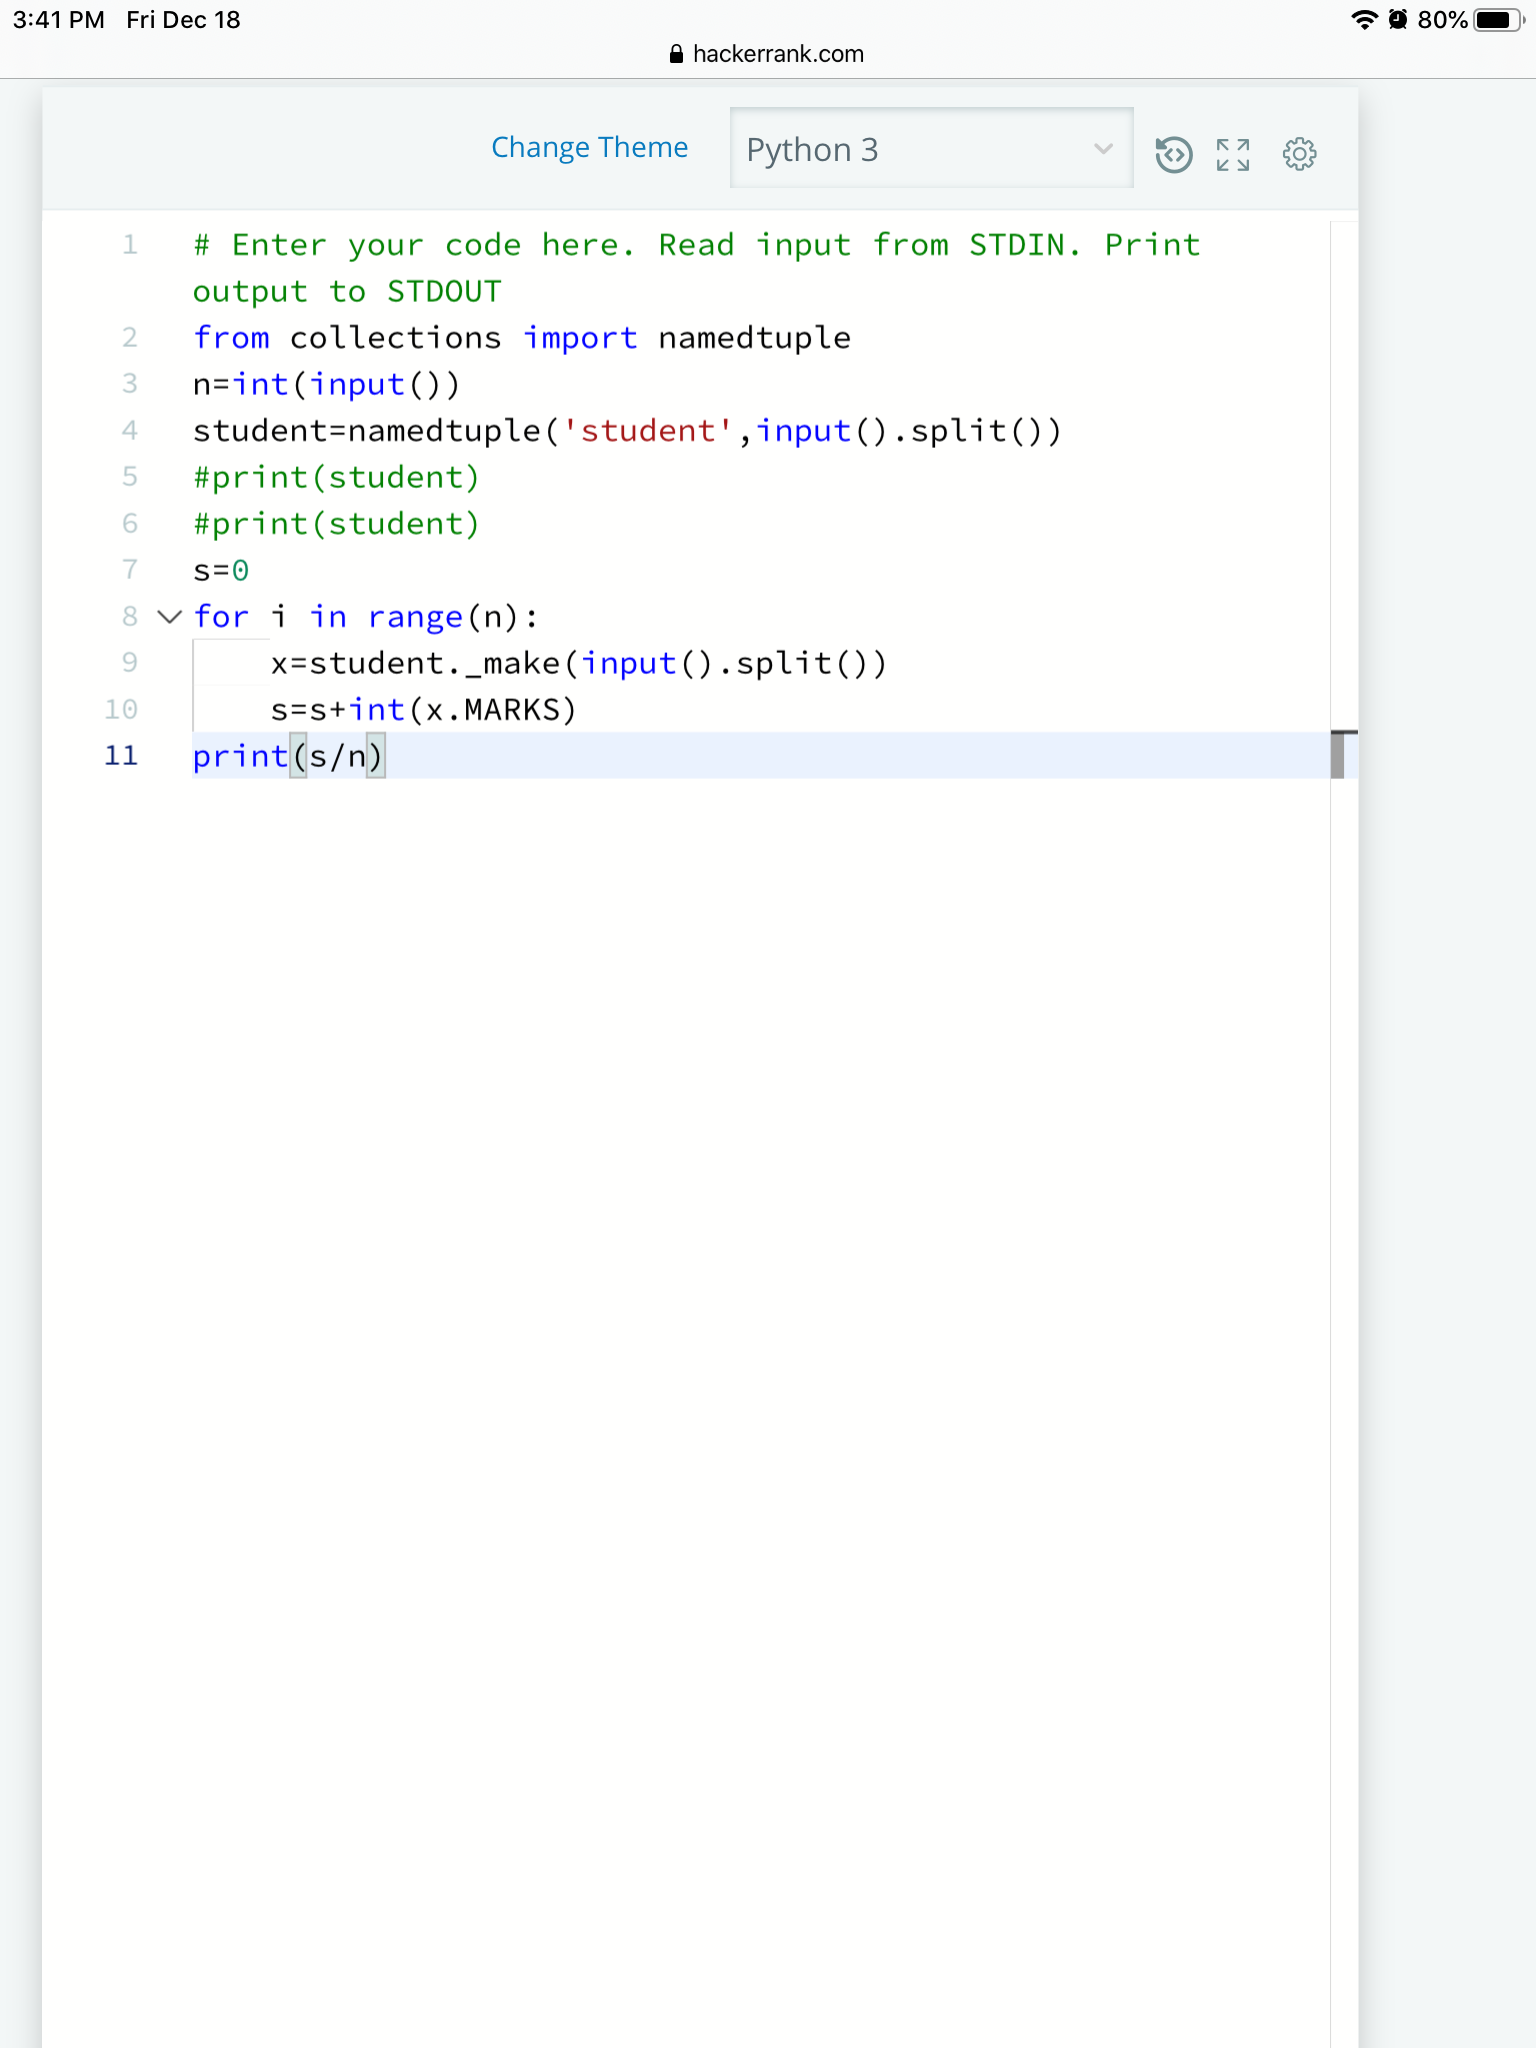 3:41 PM Fri Dec 18 80%
hackerrank.com
Change Theme Python 3
1 # Enter your code here. Read input from STDIN. Print
output to STDOUT
2 from collections import namedtuple
3 n=int(input())
4 student=namedtuple('student',input().split())
5 #print(student)
6 #print(student)
7 s=0
8 for i in range(n):
9     x=student._make(input().split())
10     s=s+int(x.MARKS)
11 print(s/n)